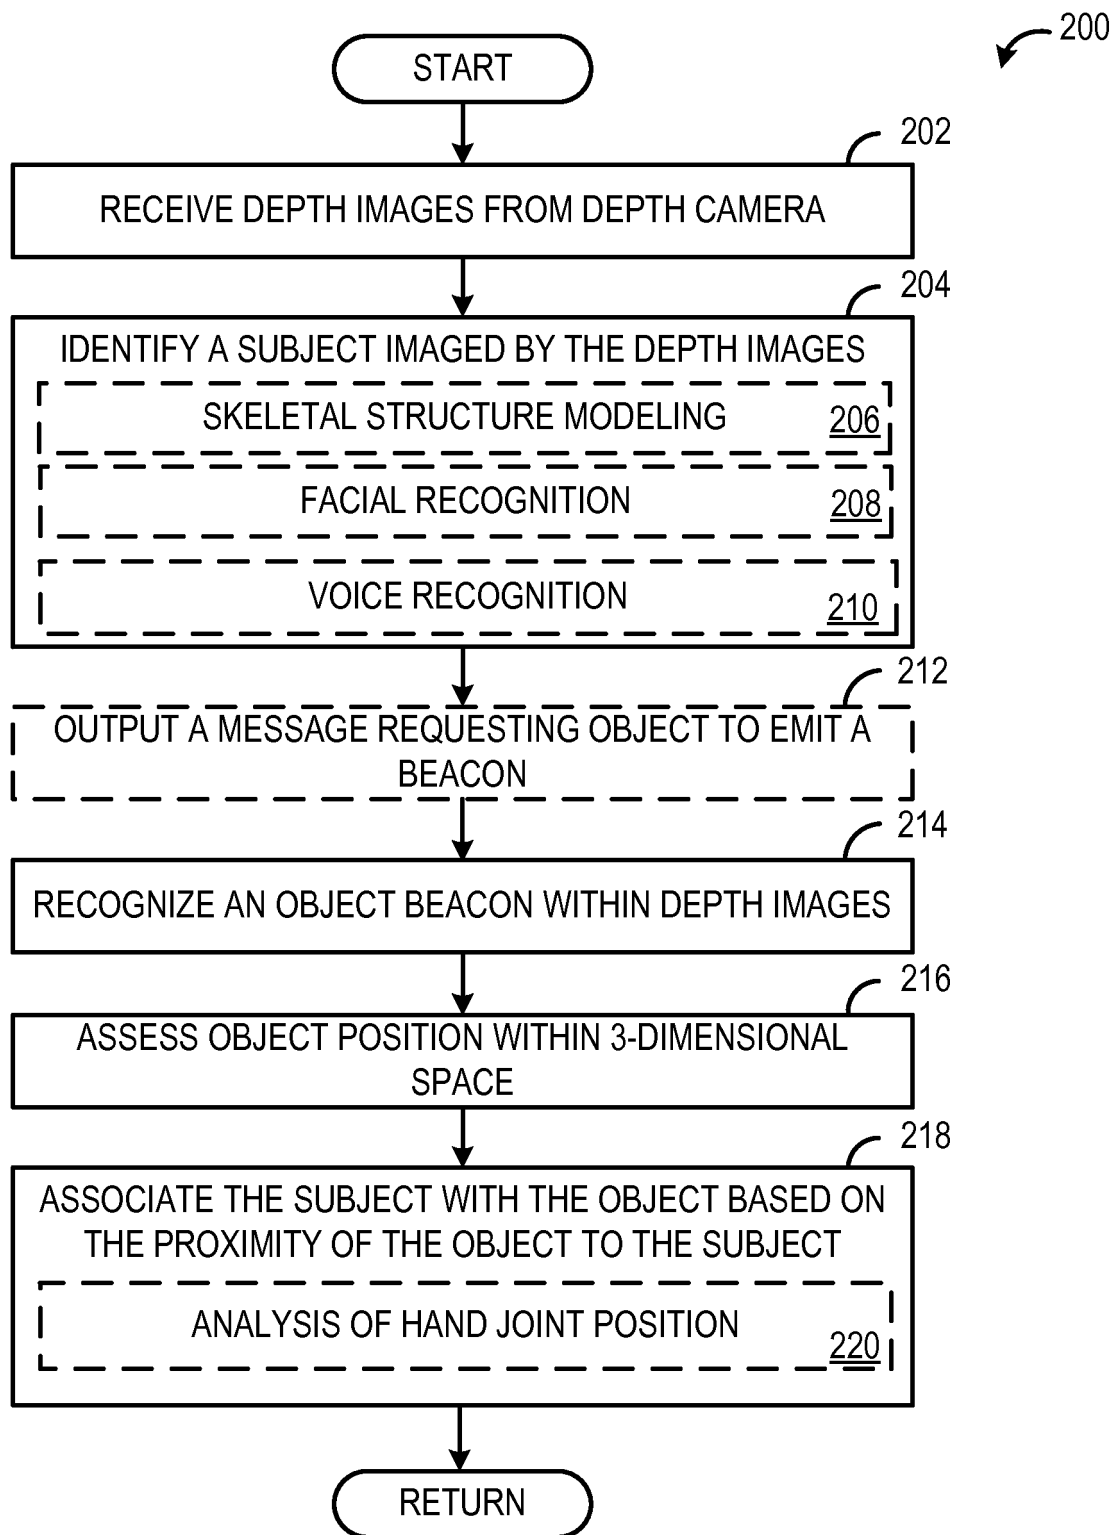 200
START
202
RECEIVE DEPTH IMAGES FROM DEPTH CAMERA
204
IDENTIFY A SUBJECT IMAGED BY THE DEPTH IMAGES
SKELETAL STRUCTURE MODELING
206
FACIAL RECOGNITION
208
VOICE RECOGNITION
210
212
OUTPUT A MESSAGE REQUESTING OBJECT TO EMIT A
BEACON
214
RECOGNIZE AN OBJECT BEACON WITHIN DEPTH IMAGES
216
ASSESS OBJECT POSITION WITHIN 3-DIMENSIONAL
SPACE
218
ASSOCIATE THE SUBJECT WITH THE OBJECT BASED ON
THE PROXIMITY OF THE OBJECT TO THE SUBJECT
ANALYSIS OF HAND JOINT POSITION
220
RETURN